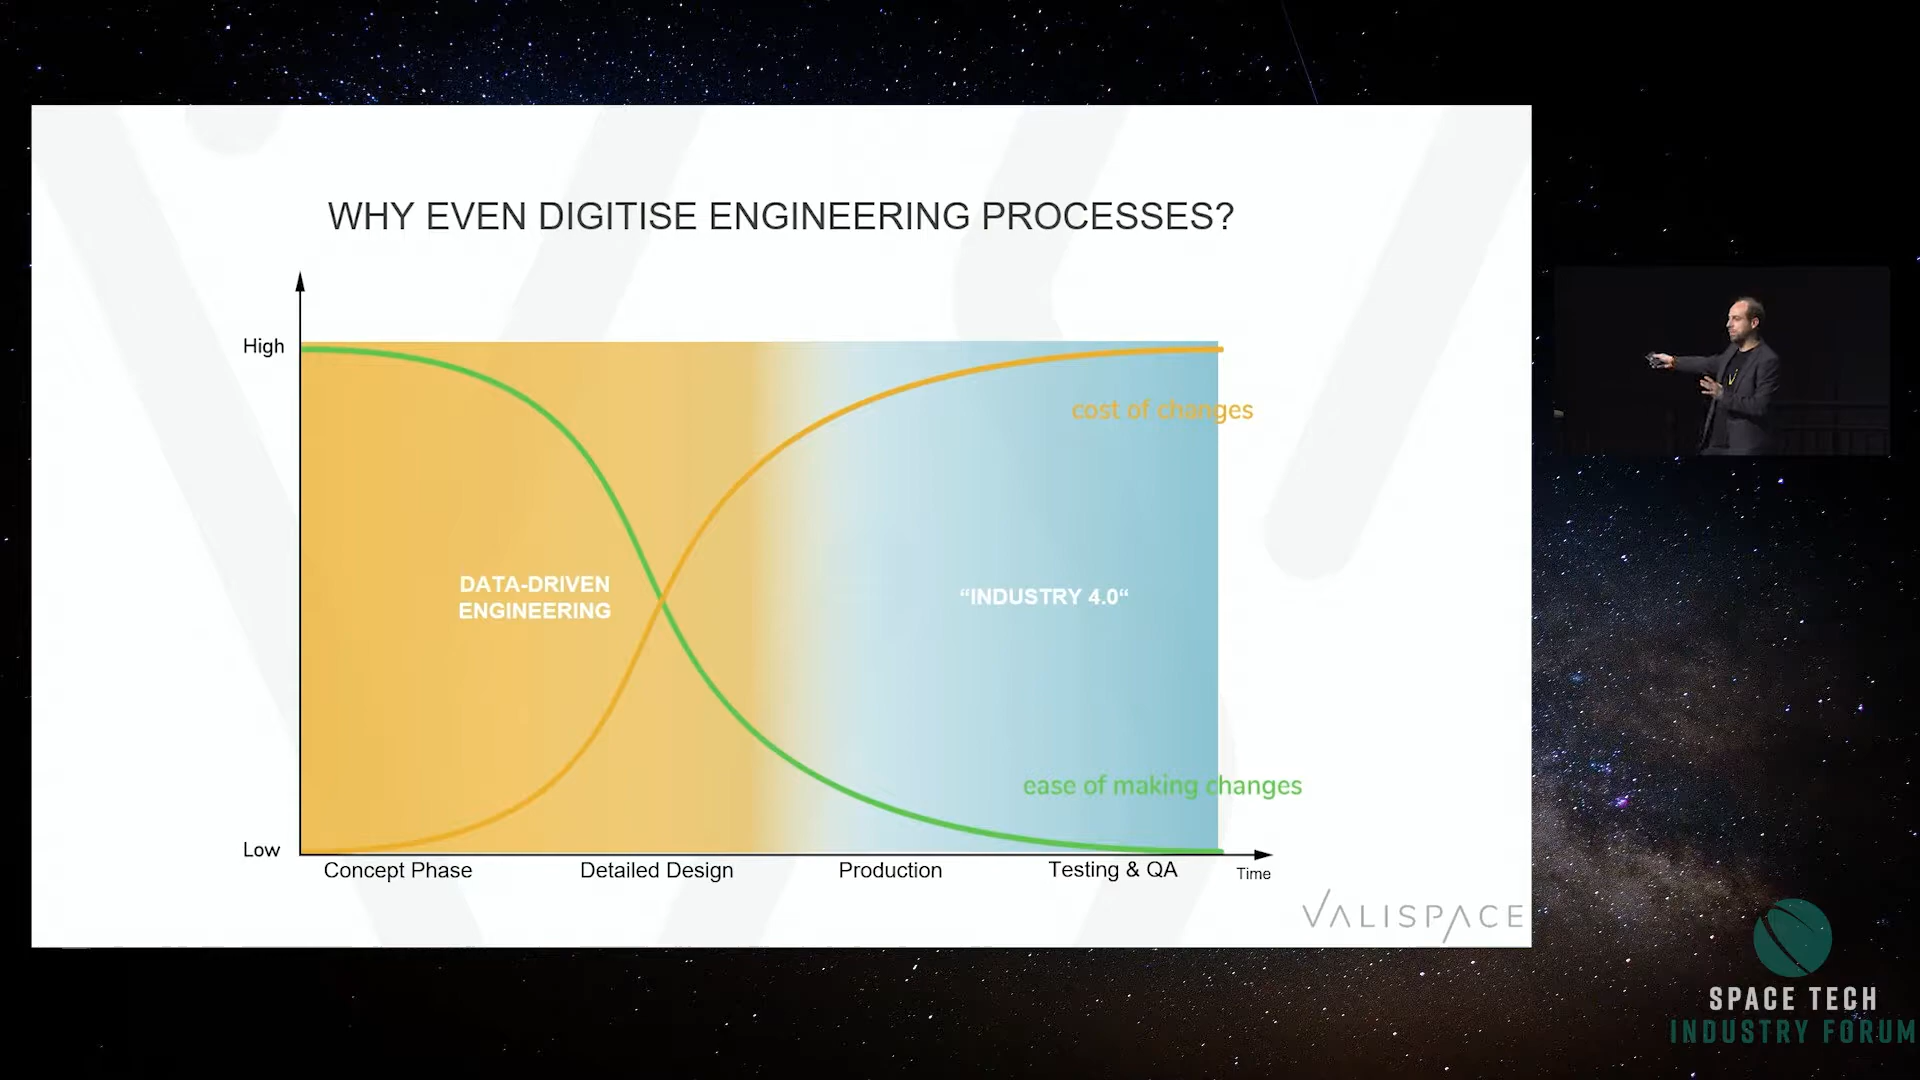 WHY EVEN DIGITISE ENGINEERING PROCESSES?
High
cost of changes
DATA-DRIVEN
ENGINEERING
“INDUSTRY 4.0“
ease of making changes
Low
Concept Phase
Detailed Design
Production
Testing & QA
Time
VALISPACE
SPACE TECH
INDUSTRY FORUM